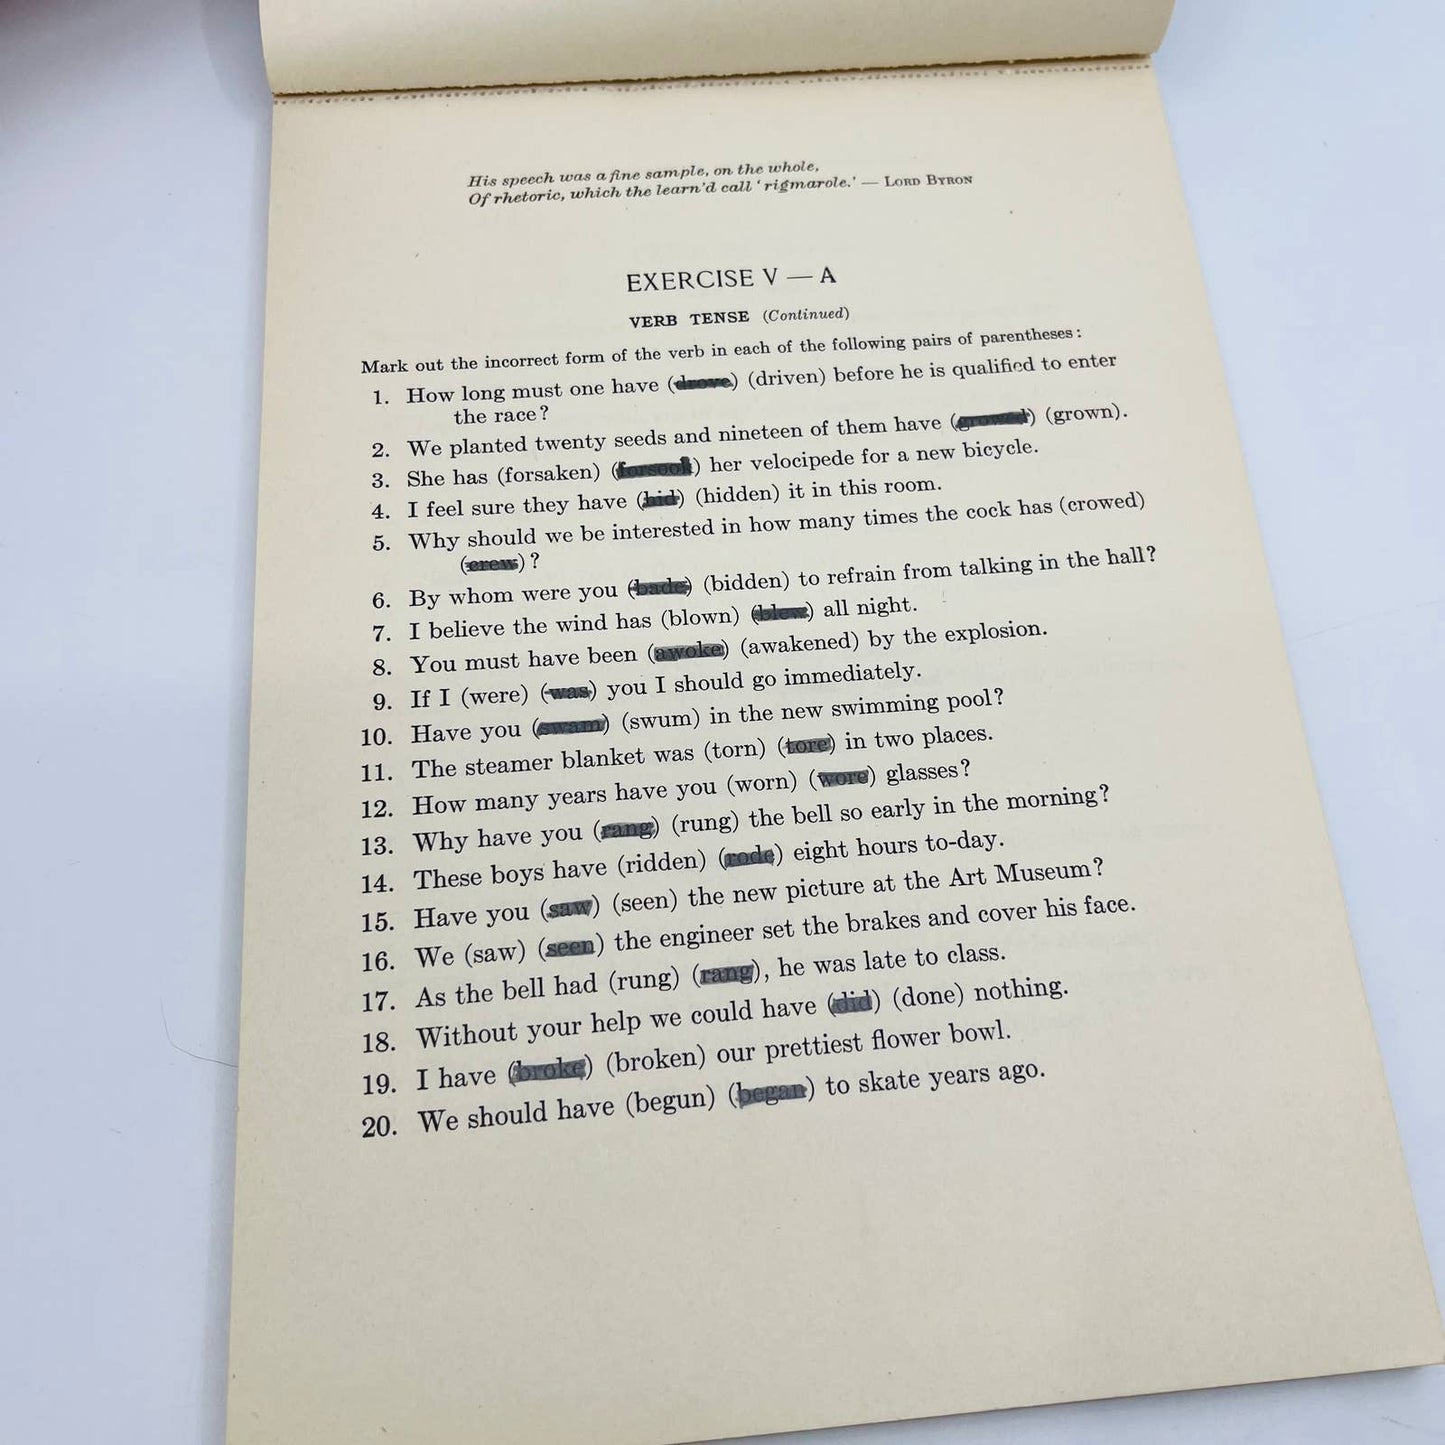 His speech was a fine sample, on the whole,
Of rhetoric, which the learn'd call 'rigmarole.' — LORD BYRON
EXERCISE V — A
VERB TENSE (Continued)
Mark out the incorrect form of the verb in each of the following pairs of parentheses:
1. How long must one have (drove) (driven) before he is qualified to enter
the race?
2. We planted twenty seeds and nineteen of them have (growed) (grown).
3. She has (forsaken) (forsook) her velocipede for a new bicycle.
4. I feel sure they have (hid) (hidden) it in this room.
5. Why should we be interested in how many times the cock has (crowed)
(crew)?
6. By whom were you (bade) (bidden) to refrain from talking in the hall?
7. I believe the wind has (blown) (blew) all night.
8. You must have been (awoke) (awakened) by the explosion.
9. If I (were) (was) you I should go immediately.
10. Have you (swam) (swum) in the new swimming pool?
11. The steamer blanket was (torn) (tore) in two places.
12. How many years have you (worn) (wore) glasses?
13. Why have you (rang) (rung) the bell so early in the morning?
14. These boys have (ridden) (rode) eight hours to-day.
15. Have you (saw) (seen) the new picture at the Art Museum?
16. We (saw) (seen) the engineer set the brakes and cover his face.
17. As the bell had (rung) (rang), he was late to class.
18. Without your help we could have (did) (done) nothing.
19. I have (broke) (broken) our prettiest flower bowl.
20. We should have (begun) (began) to skate years ago.